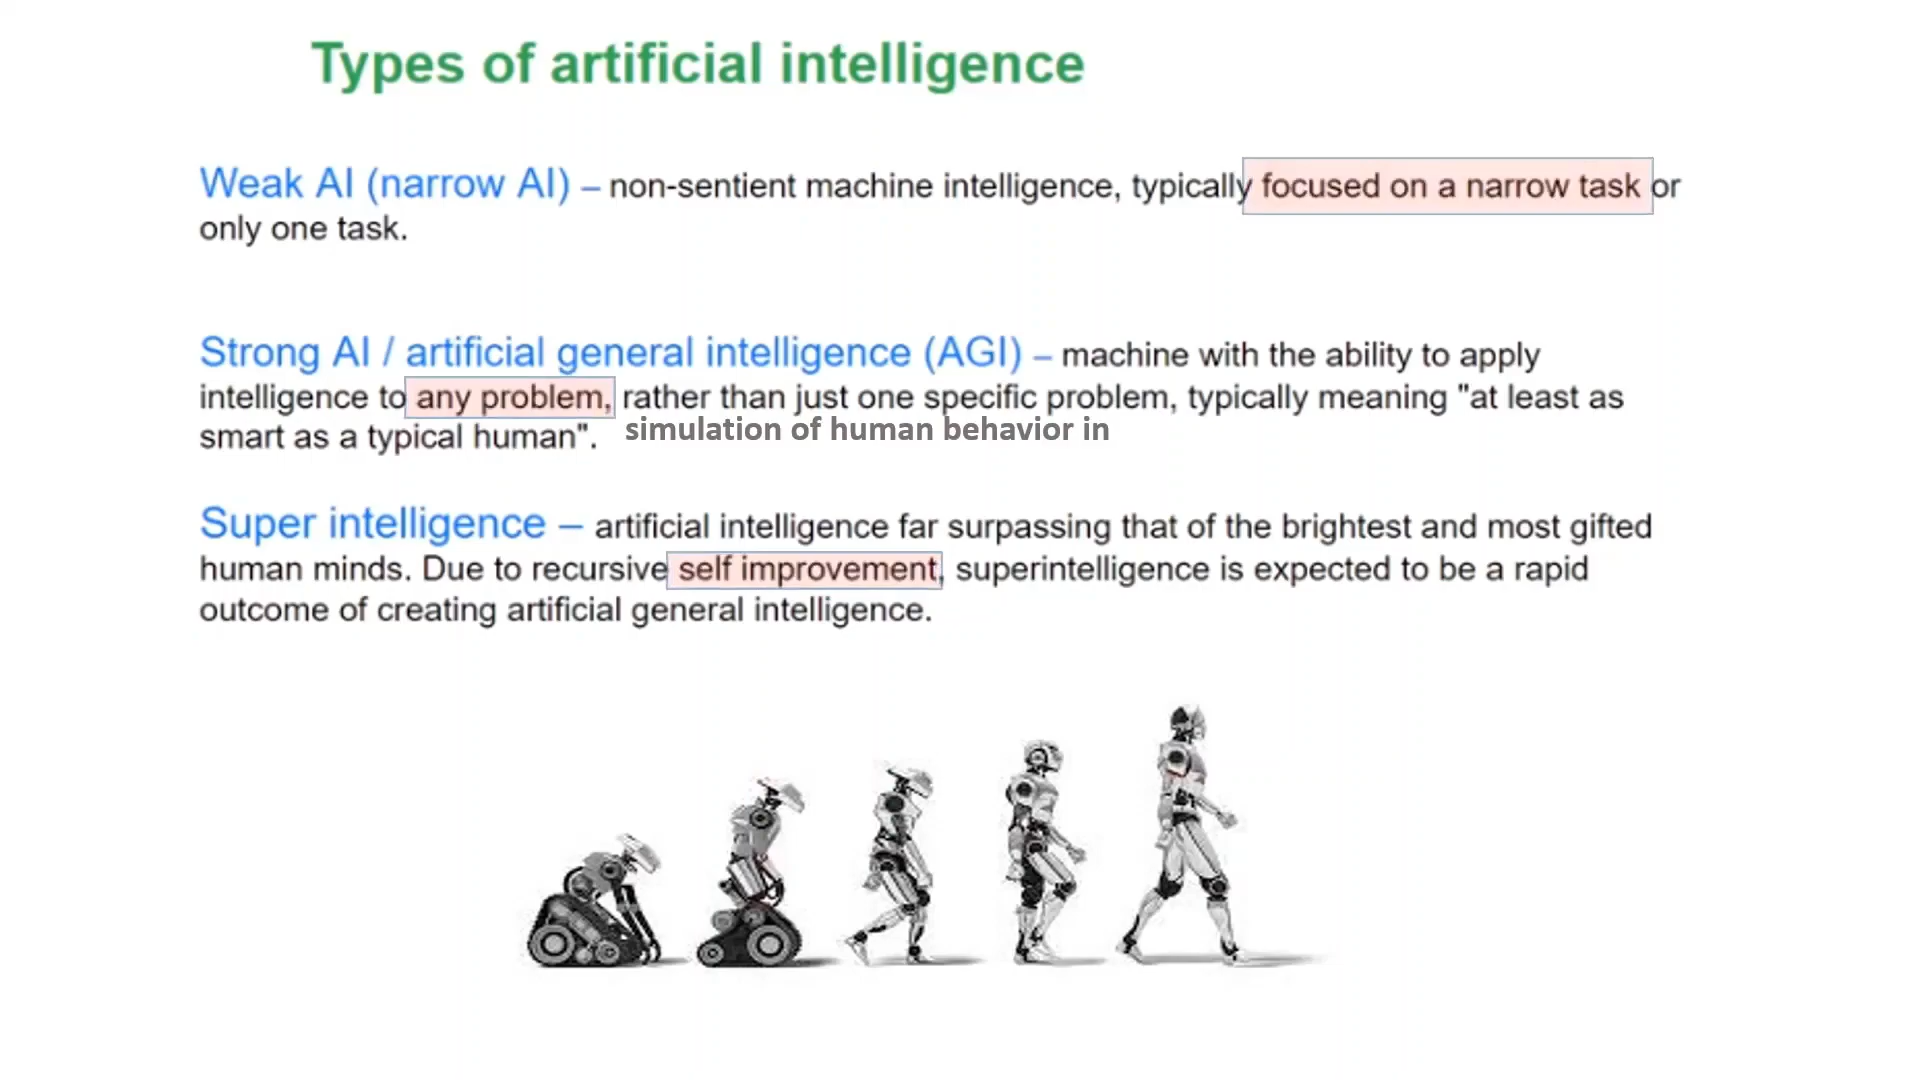 Types of artificial intelligence
Weak AI (narrow AI) – non-sentient machine intelligence, typically focused on a narrow task or
only one task.
Strong AI / artificial general intelligence (AGI) – machine with the ability to apply
intelligence to any problem, rather than just one specific problem, typically meaning "at least as
smart as a typical human". simulation of human behavior in
Super intelligence – artificial intelligence far surpassing that of the brightest and most gifted
human minds. Due to recursive self improvement, superintelligence is expected to be a rapid
outcome of creating artificial general intelligence.